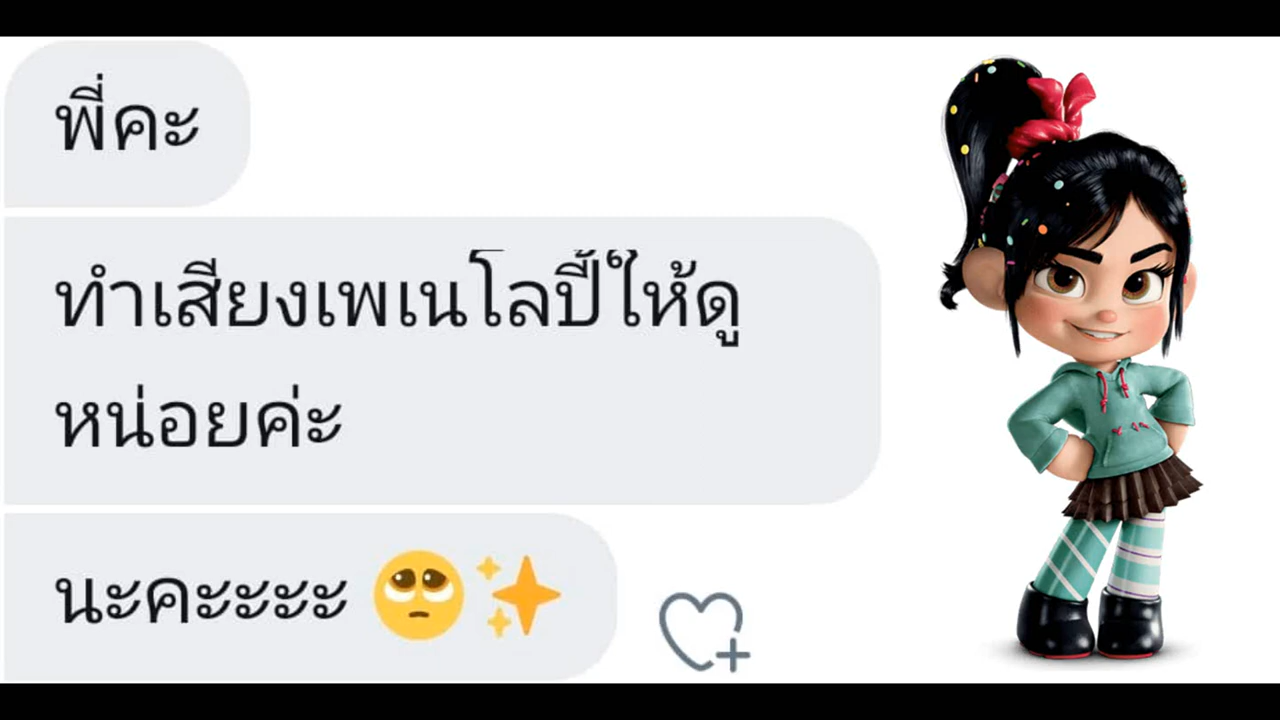 พี่คะ
ทำเสียงเพเนโลปี้ให้ดู
หน่อยค่ะ
นะคะะะะะ 🥺✨